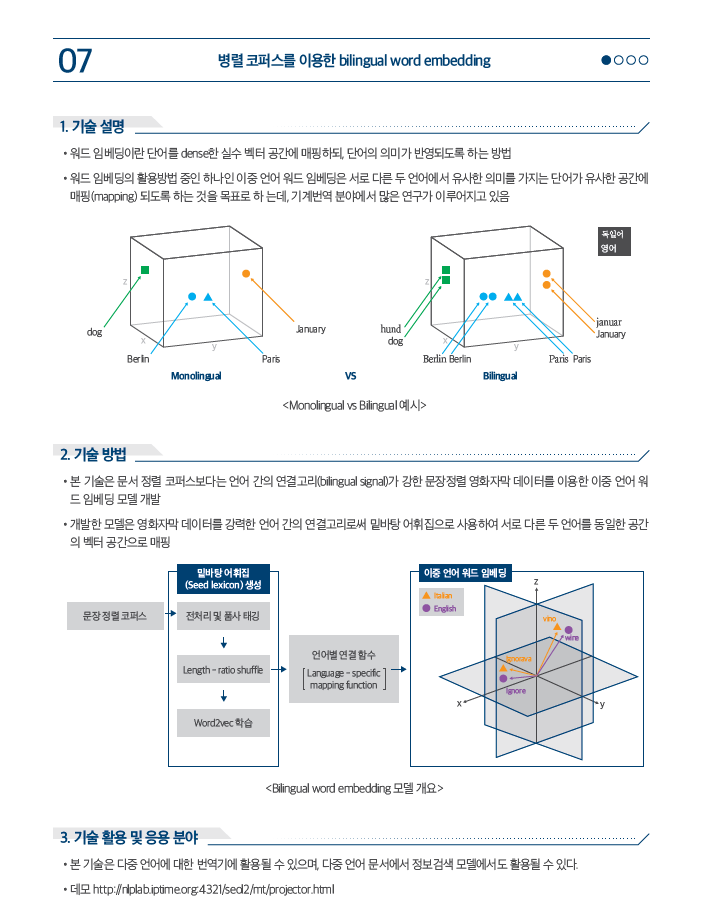 07
병렬 코퍼스를 이용한 bilingual word embedding
1. 기술 설명
• 워드 임베딩이란 단어를 dense한 실수 벡터 공간에 매핑하되, 단어의 의미가 반영되도록 하는 방법
• 워드 임베딩의 활용방법 중인 하나인 이중 언어 워드 임베딩은 서로 다른 두 언어에서 유사한 의미를 가지는 단어가 유사한 공간에
매핑(mapping) 되도록 하는 것을 목표로 하 는데, 기계번역 분야에서 많은 연구가 이루어지고 있음
z
x
y
dog
Berlin
Paris
January
Monolingual
VS
독일어
영어
z
x
y
hund
dog
Berlin Berlin
Paris Paris
januar
January
Bilingual
<Monolingual vs Bilingual 예시>
2. 기술 방법
• 본 기술은 문서 정렬 코퍼스보다는 언어 간의 연결고리(bilingual signal)가 강한 문장정렬 영화자막 데이터를 이용한 이중 언어 워
드 임베딩 모델 개발
• 개발한 모델은 영화자막 데이터를 강력한 언어 간의 연결고리로써 밑바탕 어휘집으로 사용하여 서로 다른 두 언어를 동일한 공간
의 벡터 공간으로 매핑
문장 정렬 코퍼스
밑바탕 어휘집
(Seed lexicon) 생성
전처리 및 품사 태깅
Length – ratio shuffle
Word2vec 학습
언어별 연결 함수
[Language – specific
mapping function]
이중 언어 워드 임베딩
Italian
English
z
vino
wine
ignorava
ignore
x
y
<Bilingual word embedding 모델 개요>
3. 기술 활용 및 응용 분야
• 본 기술은 다중 언어에 대한 번역기에 활용될 수 있으며, 다중 언어 문서에서 정보검색 모델에서도 활용될 수 있다.
• 데모 http://nlplab.iptime.org:4321/seol2/mt/projector.html